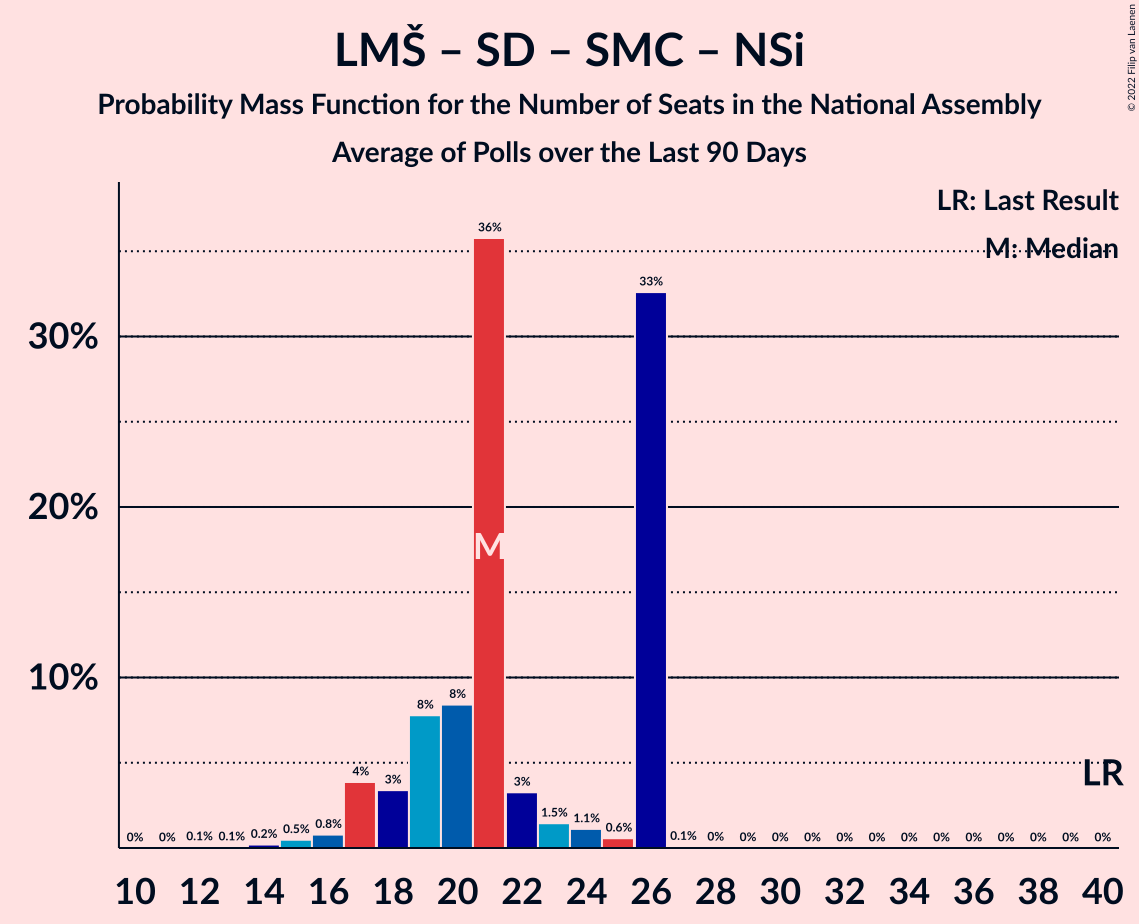 LMŠ – SD – SMC – NSi
Probability Mass Function for the Number of Seats in the National Assembly
Average of Polls over the Last 90 Days
© 2022 Filip van Laenen
LR: Last Result
M: Median
30%
20%
10%
0% 0% 0.1% 0.1% 0.2% 0.5% 0.8% 4% 3% 8% 8% 36% 3% 1.5% 1.1% 0.6% 33% 0.1% 0% 0% 0% 0% 0% 0% 0% 0% 0% 0% 0% 0% 0%
M
LR
10 12 14 16 18 20 22 24 26 28 30 32 34 36 38 40